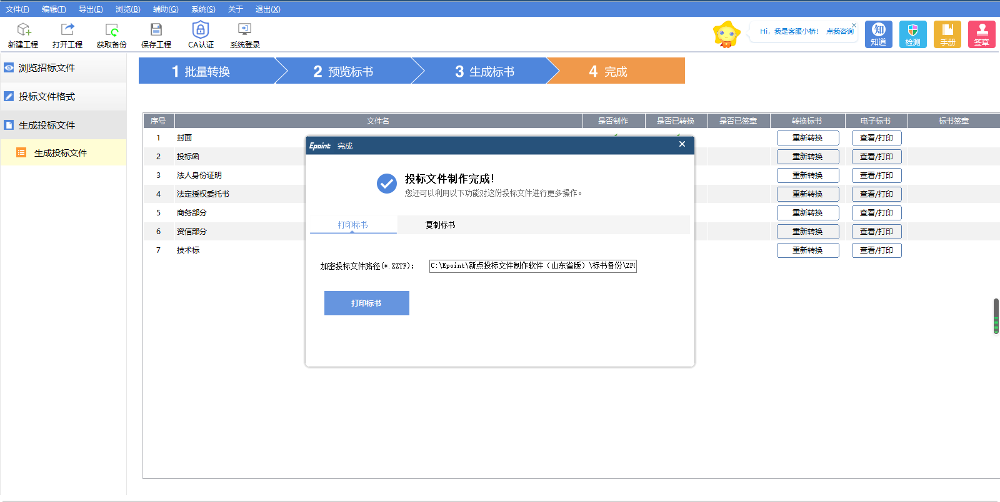 文件(F) 编辑(T) 导出(E) 浏览(B) 辅助(G) 系统(S) 关于 退出(X)
新建工程 打开工程 获取备份 保存工程 CA认证 系统登录
Hi，我是客服小桥！ 点我咨询
知 知道 检测 手册 签章
浏览招标文件
投标文件格式
生成投标文件
生成投标文件
1 批量转换 2 预览标书 3 生成标书 4 完成
序号 文件名 是否制作 是否已转换 是否已签章 转换标书 电子标书 标书签章
1 封面 重新转换 查看/打印
2 投标函 重新转换 查看/打印
3 法人身份证明 重新转换 查看/打印
4 法定授权委托书 重新转换 查看/打印
5 商务部分 重新转换 查看/打印
6 资信部分 重新转换 查看/打印
7 技术标 重新转换 查看/打印
Epoint 完成
投标文件制作完成！
您还可以利用以下功能对这份投标文件进行更多操作。
打印标书 复制标书
加密投标文件路径(*.ZZTF)： C:\Epoint\新点投标文件制作软件（山东省版）\标书备份\ZF
打印标书